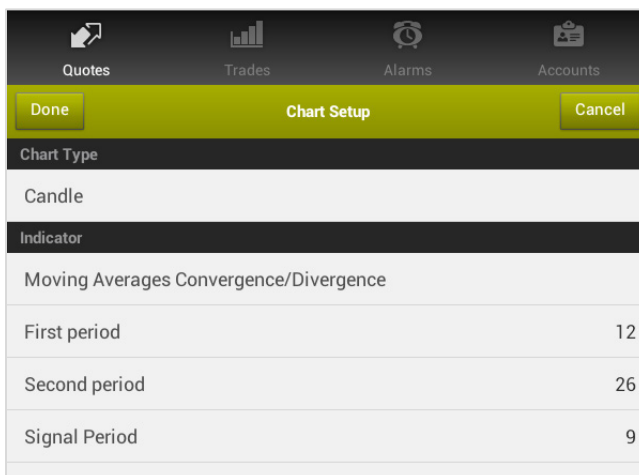 Quotes Trades Alarms Accounts
Done Chart Setup Cancel
Chart Type
Candle
Indicator
Moving Averages Convergence/Divergence
First period 12
Second period 26
Signal Period 9